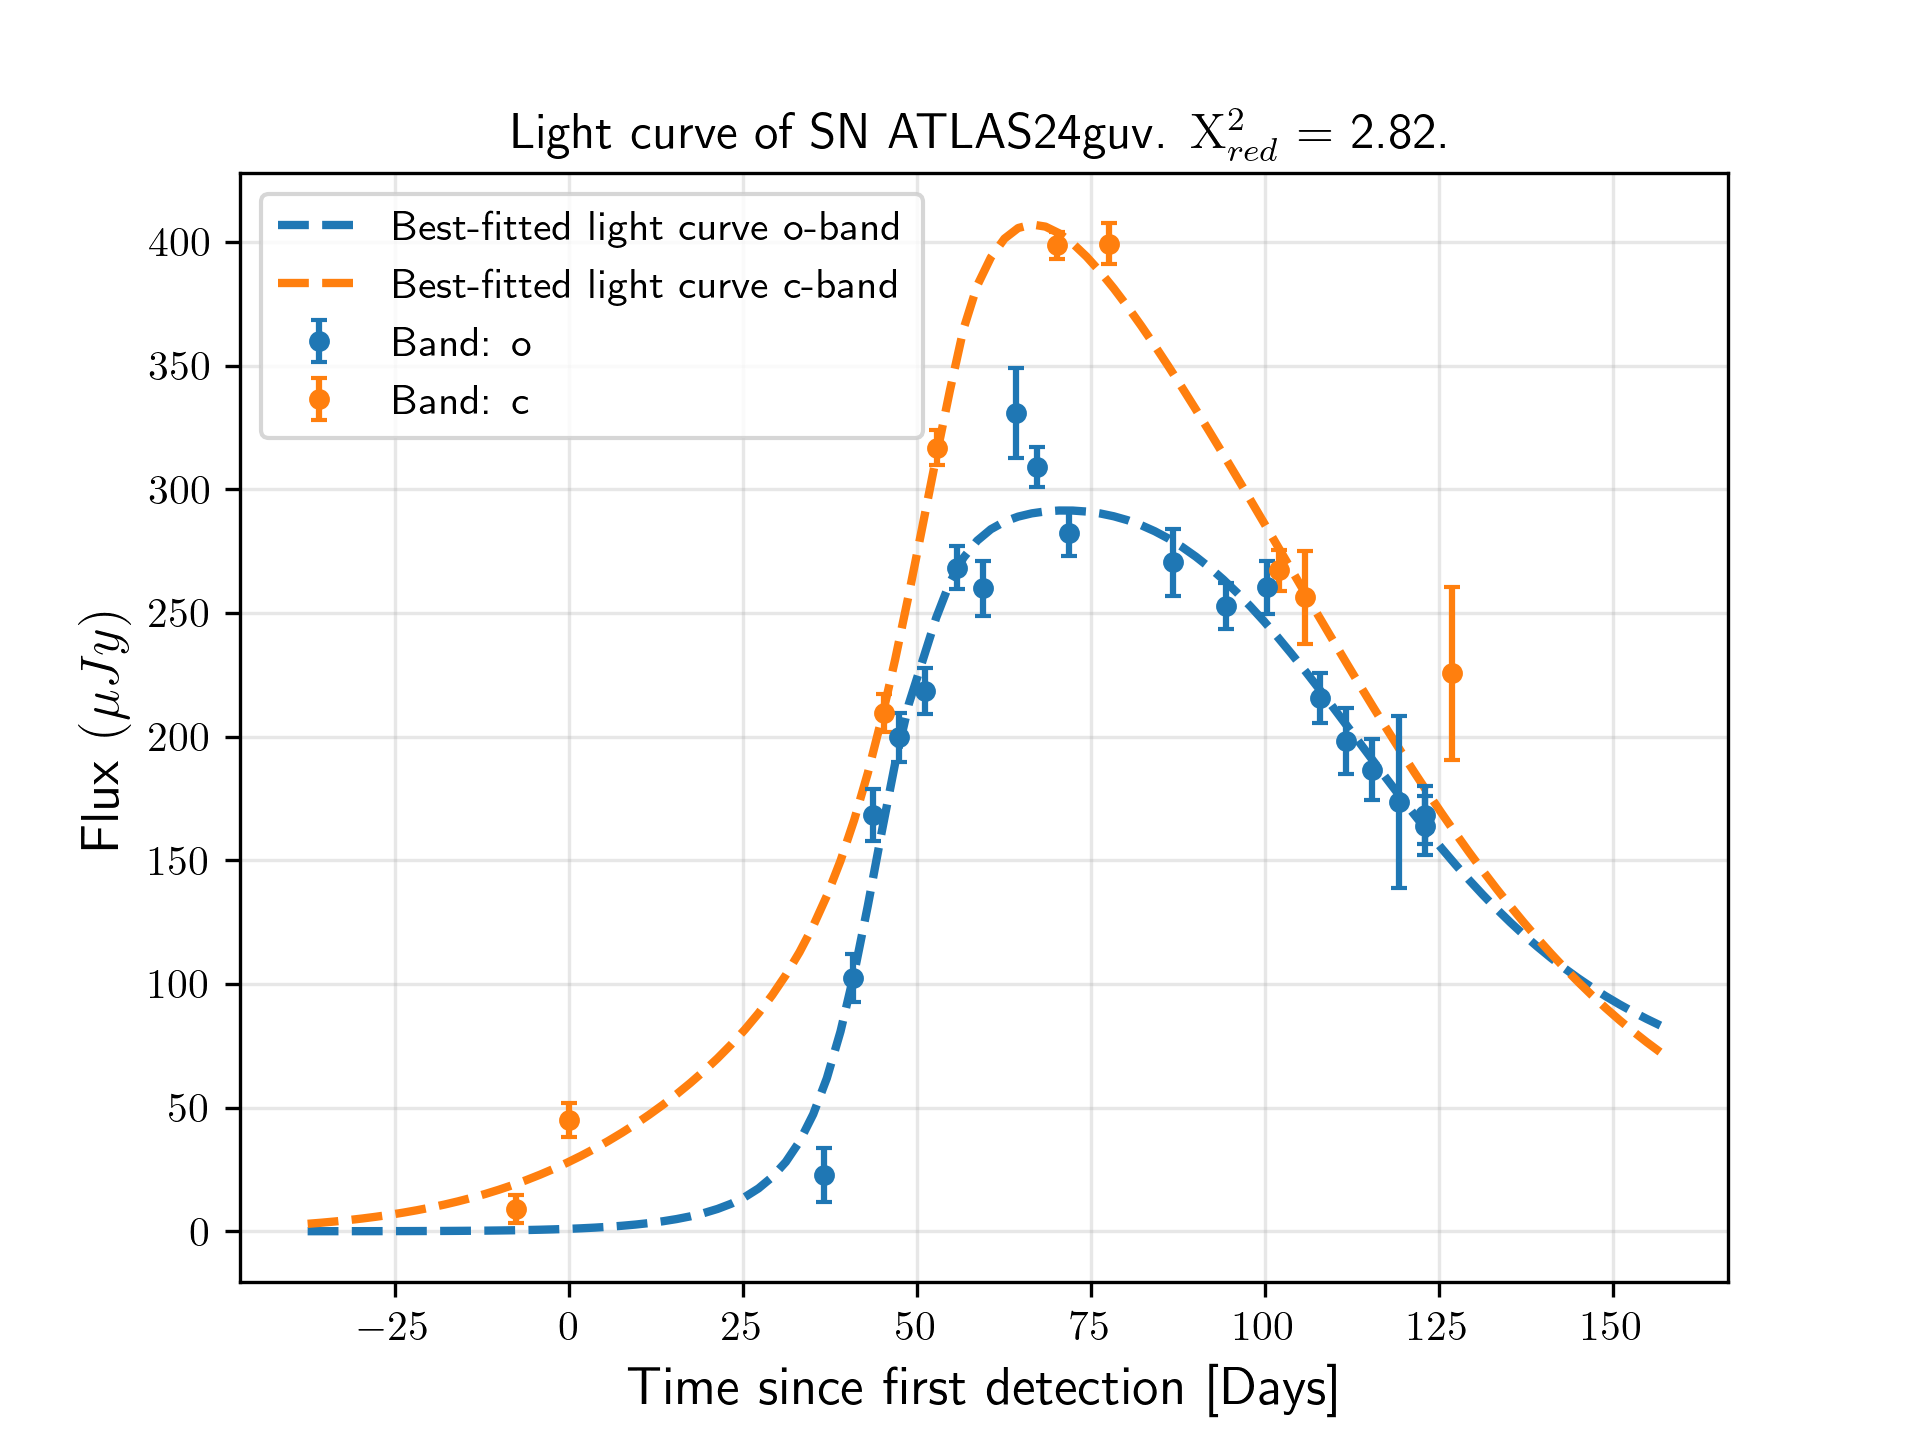 Light curve of SN ATLAS24guv. X²_red = 2.82.
Best-fitted light curve o-band
Best-fitted light curve c-band
Band: o
Band: c
400
350
300
250
200
150
100
50
0
Flux (μJy)
−25 0 25 50 75 100 125 150
Time since first detection [Days]